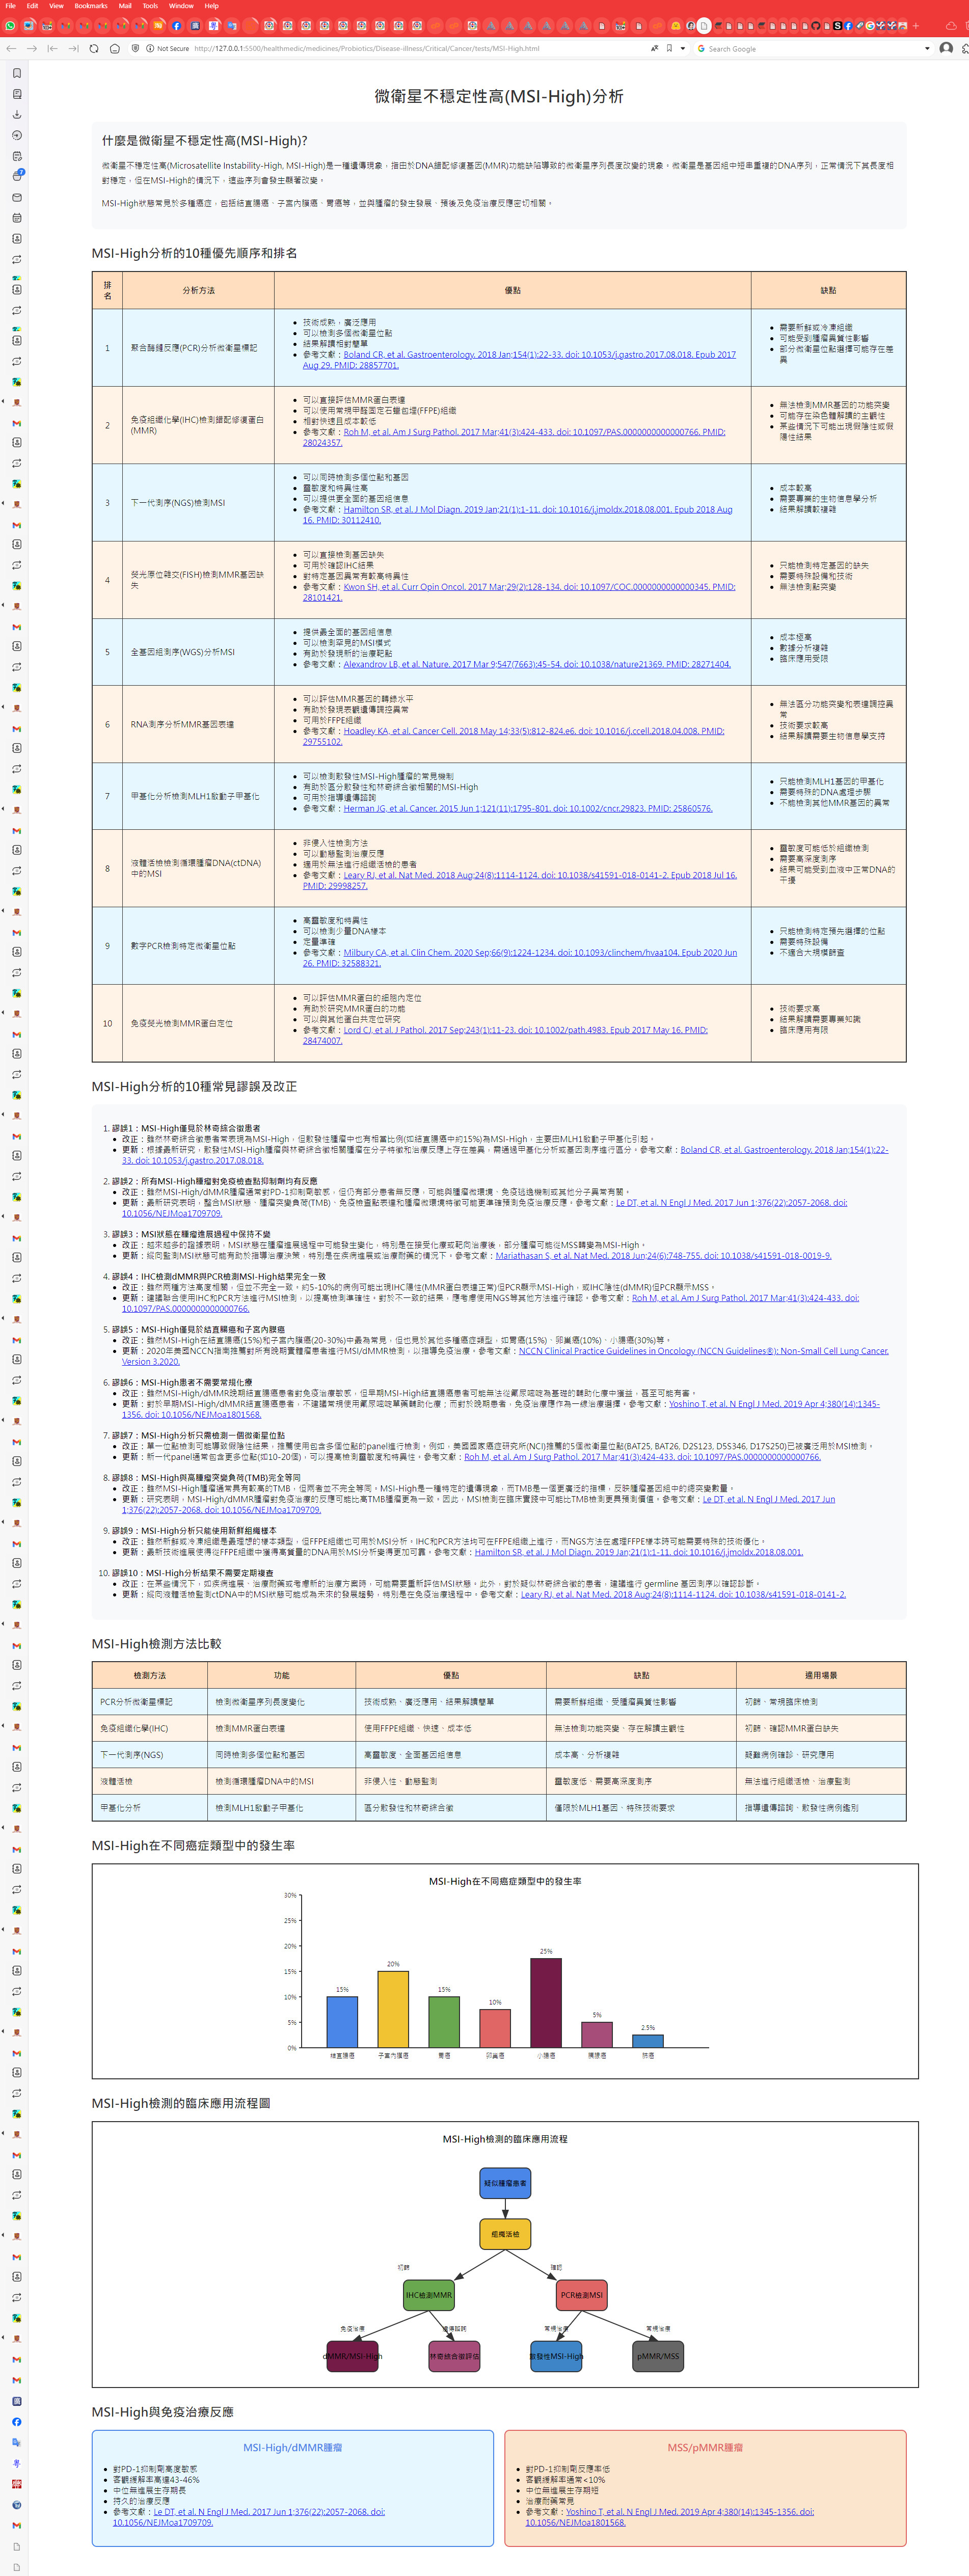 File Edit View Bookmarks Mail Tools Window Help
Not Secure http://127.0.0.1:5500/healthmedic/medicines/Probiotics/Disease-illness/Critical/Cancer/tests/MSI-High.html
Search Google
微衛星不穩定性高(MSI-High)分析
什麼是微衛星不穩定性高(MSI-High)?
微衛星不穩定性高(Microsatellite Instability-High, MSI-High)是一種遺傳現象，指由於DNA錯配修復基因(MMR)功能缺陷導致的微衛星序列長度改變的現象。微衛星是基因組中短串重複的DNA序列，正常情況下其長度相
對穩定，但在MSI-High的情況下，這些序列會發生顯著改變。
MSI-High狀態常見於多種癌症，包括結直腸癌、子宮內膜癌、胃癌等，並與腫瘤的發生發展、預後及免疫治療反應密切相關。
MSI-High分析的10種優先順序和排名
排名 分析方法 優點 缺點
1 聚合酶鏈反應(PCR)分析微衛星標記
技術成熟，廣泛應用
可以檢測多個微衛星位點
結果解讀相對簡單
參考文獻：Boland CR, et al. Gastroenterology. 2018 Jan;154(1):22-33. doi: 10.1053/j.gastro.2017.08.018. Epub 2017
Aug 29. PMID: 28857701.
需要新鮮或冷凍組織
可能受到腫瘤異質性影響
部分微衛星位點選擇可能存在差
異
2 免疫組織化學(IHC)檢測錯配修復蛋白
(MMR)
可以直接評估MMR蛋白表達
可以使用常規甲醛固定石蠟包埋(FFPE)組織
相對快速且成本較低
參考文獻：Roh M, et al. Am J Surg Pathol. 2017 Mar;41(3):424-433. doi: 10.1097/PAS.0000000000000766. PMID:
28024357.
無法檢測MMR基因的功能突變
可能存在染色體解讀的主觀性
某些情況下可能出現假陰性或假
陽性結果
3 下一代測序(NGS)檢測MSI
可以同時檢測多個位點和基因
靈敏度和特異性高
可以提供更全面的基因組信息
參考文獻：Hamilton SR, et al. J Mol Diagn. 2019 Jan;21(1):1-11. doi: 10.1016/j.jmoldx.2018.08.001. Epub 2018 Aug
16. PMID: 30112410.
成本較高
需要專業的生物信息學分析
結果解讀較複雜
4 熒光原位雜交(FISH)檢測MMR基因缺
失
可以直接檢測基因缺失
可用於確認IHC結果
對特定基因異常有較高特異性
參考文獻：Kwon SH, et al. Curr Opin Oncol. 2017 Mar;29(2):128-134. doi: 10.1097/COC.0000000000000345. PMID:
28101421.
只能檢測特定基因的缺失
需要特殊設備和技術
無法檢測點突變
5 全基因組測序(WGS)分析MSI
提供最全面的基因組信息
可以檢測罕見的MSI模式
有助於發現新的治療靶點
參考文獻：Alexandrov LB, et al. Nature. 2017 Mar 9;547(7663):45-54. doi: 10.1038/nature21369. PMID: 28271404.
成本極高
數據分析複雜
臨床應用受限
6 RNA測序分析MMR基因表達
可以評估MMR基因的轉錄水平
有助於發現表觀遺傳調控異常
可用於FFPE組織
參考文獻：Hoadley KA, et al. Cancer Cell. 2018 May 14;33(5):812-824.e6. doi: 10.1016/j.ccell.2018.04.008. PMID:
29755102.
無法區分功能突變和表達調控異
常
技術要求較高
結果解讀需要生物信息學支持
7 甲基化分析檢測MLH1啟動子甲基化
可以檢測散發性MSI-High腫瘤的常見機制
有助於區分散發性和林奇綜合徵相關的MSI-High
可用於指導遺傳諮詢
參考文獻：Herman JG, et al. Cancer. 2015 Jun 1;121(11):1795-801. doi: 10.1002/cncr.29823. PMID: 25860576.
只能檢測MLH1基因的甲基化
需要特殊的DNA處理步驟
不能檢測其他MMR基因的異常
8 液體活檢檢測循環腫瘤DNA(ctDNA)
中的MSI
非侵入性檢測方法
可以動態監測治療反應
適用於無法進行組織活檢的患者
參考文獻：Leary RJ, et al. Nat Med. 2018 Aug;24(8):1114-1124. doi: 10.1038/s41591-018-0141-2. Epub 2018 Jul 16.
PMID: 29998257.
靈敏度可能低於組織檢測
需要高深度測序
結果可能受到血液中正常DNA的
干擾
9 數字PCR檢測特定微衛星位點
高靈敏度和特異性
可以檢測少量DNA樣本
定量準確
參考文獻：Milbury CA, et al. Clin Chem. 2020 Sep;66(9):1224-1234. doi: 10.1093/clinchem/hvaa104. Epub 2020 Jun
26. PMID: 32588321.
只能檢測特定預先選擇的位點
需要特殊設備
不適合大規模篩查
10 免疫熒光檢測MMR蛋白定位
可以評估MMR蛋白的細胞內定位
有助於研究MMR蛋白的功能
可以與其他蛋白共定位研究
參考文獻：Lord CJ, et al. J Pathol. 2017 Sep;243(1):11-23. doi: 10.1002/path.4983. Epub 2017 May 16. PMID:
28474007.
技術要求高
結果解讀需要專業知識
臨床應用有限
MSI-High分析的10種常見謬誤及改正
1. 謬誤1：MSI-High僅見於林奇綜合徵患者
改正：雖然林奇綜合徵患者常表現為MSI-High，但散發性腫瘤中也有相當比例(如結直腸癌中約15%)為MSI-High，主要由MLH1啟動子甲基化引起。
更新：根據最新研究，散發性MSI-High腫瘤與林奇綜合徵相關腫瘤在分子特徵和治療反應上存在差異，需通過甲基化分析或基因測序進行區分。參考文獻：Boland CR, et al. Gastroenterology. 2018 Jan;154(1):22-
33. doi: 10.1053/j.gastro.2017.08.018.
2. 謬誤2：所有MSI-High腫瘤對免疫檢查點抑制劑均有反應
改正：雖然MSI-High/dMMR腫瘤通常對PD-1抑制劑敏感，但仍有部分患者無反應，可能與腫瘤微環境、免疫逃逸機制或其他分子異常有關。
更新：最新研究表明，整合MSI狀態、腫瘤突變負荷(TMB)、免疫檢查點表達和腫瘤微環境特徵可能更準確預測免疫治療反應。參考文獻：Le DT, et al. N Engl J Med. 2017 Jun 1;376(22):2057-2068. doi:
10.1056/NEJMoa1709709.
3. 謬誤3：MSI狀態在腫瘤進展過程中保持不變
改正：越來越多的證據表明，MSI狀態在腫瘤進展過程中可能發生變化，特別是在接受化療或靶向治療後，部分腫瘤可能從MSS轉變為MSI-High。
更新：縱向監測MSI狀態可能有助於指導治療決策，特別是在疾病進展或治療耐藥的情況下。參考文獻：Mariathasan S, et al. Nat Med. 2018 Jun;24(6):748-755. doi: 10.1038/s41591-018-0019-9.
4. 謬誤4：IHC檢測dMMR與PCR檢測MSI-High結果完全一致
改正：雖然兩種方法高度相關，但並不完全一致。約5-10%的病例可能出現IHC陽性(MMR蛋白表達正常)但PCR顯示MSI-High，或IHC陰性(dMMR)但PCR顯示MSS。
更新：建議聯合使用IHC和PCR方法進行MSI檢測，以提高檢測準確性。對於不一致的結果，應考慮使用NGS等其他方法進行確認。參考文獻：Roh M, et al. Am J Surg Pathol. 2017 Mar;41(3):424-433. doi:
10.1097/PAS.0000000000000766.
5. 謬誤5：MSI-High僅見於結直腸癌和子宮內膜癌
改正：雖然MSI-High在結直腸癌(15%)和子宮內膜癌(20-30%)中最為常見，但也見於其他多種癌症類型，如胃癌(15%)、卵巢癌(10%)、小腸癌(30%)等。
更新：2020年美國NCCN指南推薦對所有晚期實體瘤患者進行MSI/dMMR檢測，以指導免疫治療。參考文獻：NCCN Clinical Practice Guidelines in Oncology (NCCN Guidelines®): Non-Small Cell Lung Cancer.
Version 3.2020.
6. 謬誤6：MSI-High患者不需要常規化療
改正：雖然MSI-High/dMMR晚期結直腸癌患者對免疫治療敏感，但早期MSI-High結直腸癌患者可能無法從氟尿嘧啶為基礎的輔助化療中獲益，甚至可能有害。
更新：對於早期MSI-High/dMMR結直腸癌患者，不建議常規使用氟尿嘧啶單藥輔助化療；而對於晚期患者，免疫治療應作為一線治療選擇。參考文獻：Yoshino T, et al. N Engl J Med. 2019 Apr 4;380(14):1345-
1356. doi: 10.1056/NEJMoa1801568.
7. 謬誤7：MSI-High分析只需檢測一個微衛星位點
改正：單一位點檢測可能導致假陰性結果，推薦使用包含多個位點的panel進行檢測。例如，美國國家癌症研究所(NCI)推薦的5個微衛星位點(BAT25, BAT26, D2S123, D5S346, D17S250)已被廣泛用於MSI檢測。
更新：新一代panel通常包含更多位點(如10-20個)，可以提高檢測靈敏度和特異性。參考文獻：Roh M, et al. Am J Surg Pathol. 2017 Mar;41(3):424-433. doi: 10.1097/PAS.0000000000000766.
8. 謬誤8：MSI-High與高腫瘤突變負荷(TMB)完全等同
改正：雖然MSI-High腫瘤通常具有較高的TMB，但兩者並不完全等同。MSI-High是一種特定的遺傳現象，而TMB是一個更廣泛的指標，反映腫瘤基因組中的總突變數量。
更新：研究表明，MSI-High/dMMR腫瘤對免疫治療的反應可能比高TMB腫瘤更為一致。因此，MSI檢測在臨床實踐中可能比TMB檢測更具預測價值。參考文獻：Le DT, et al. N Engl J Med. 2017 Jun
1;376(22):2057-2068. doi: 10.1056/NEJMoa1709709.
9. 謬誤9：MSI-High分析只能使用新鮮組織樣本
改正：雖然新鮮或冷凍組織是最理想的樣本類型，但FFPE組織也可用於MSI分析。IHC和PCR方法均可在FFPE組織上進行，而NGS方法在處理FFPE樣本時可能需要特殊的技術優化。
更新：最新技術進展使得從FFPE組織中獲得高質量的DNA用於MSI分析變得更加可靠。參考文獻：Hamilton SR, et al. J Mol Diagn. 2019 Jan;21(1):1-11. doi: 10.1016/j.jmoldx.2018.08.001.
10. 謬誤10：MSI-High分析結果不需要定期複查
改正：在某些情況下，如疾病進展、治療耐藥或考慮新的治療方案時，可能需要重新評估MSI狀態。此外，對於疑似林奇綜合徵的患者，建議進行 germline 基因測序以確認診斷。
更新：縱向液體活檢監測ctDNA中的MSI狀態可能成為未來的發展趨勢，特別是在免疫治療過程中。參考文獻：Leary RJ, et al. Nat Med. 2018 Aug;24(8):1114-1124. doi: 10.1038/s41591-018-0141-2.
MSI-High檢測方法比較
檢測方法 功能 優點 缺點 適用場景
PCR分析微衛星標記 檢測微衛星序列長度變化 技術成熟、廣泛應用、結果解讀簡單 需要新鮮組織、受腫瘤異質性影響 初篩、常規臨床檢測
免疫組織化學(IHC) 檢測MMR蛋白表達 使用FFPE組織、快速、成本低 無法檢測功能突變、存在解讀主觀性 初篩、確認MMR蛋白缺失
下一代測序(NGS) 同時檢測多個位點和基因 高靈敏度、全面基因組信息 成本高、分析複雜 疑難病例確診、研究應用
液體活檢 檢測循環腫瘤DNA中的MSI 非侵入性、動態監測 靈敏度低、需要高深度測序 無法進行組織活檢、治療監測
甲基化分析 檢測MLH1啟動子甲基化 區分散發性和林奇綜合徵 僅限於MLH1基因、特殊技術要求 指導遺傳諮詢、散發性病例鑑別
MSI-High在不同癌症類型中的發生率
MSI-High在不同癌症類型中的發生率
30%
25%
20%
15%
10%
5%
0%
15% 20% 15% 10% 25% 5% 2.5%
結直腸癌 子宮內膜癌 胃癌 卵巢癌 小腸癌 胰腺癌 肺癌
MSI-High檢測的臨床應用流程圖
MSI-High檢測的臨床應用流程
疑似腫瘤患者
組織活檢
初篩 確認
IHC檢測MMR PCR檢測MSI
免疫治療 遺傳諮詢 常規治療 常規治療
dMMR/MSI-High 林奇綜合徵評估 散發性MSI-High pMMR/MSS
MSI-High與免疫治療反應
MSI-High/dMMR腫瘤
對PD-1抑制劑高度敏感
客觀緩解率高達43-46%
中位無進展生存期長
持久的治療反應
參考文獻：Le DT, et al. N Engl J Med. 2017 Jun 1;376(22):2057-2068. doi:
10.1056/NEJMoa1709709.
MSS/pMMR腫瘤
對PD-1抑制劑反應率低
客觀緩解率通常<10%
中位無進展生存期短
治療耐藥常見
參考文獻：Yoshino T, et al. N Engl J Med. 2019 Apr 4;380(14):1345-1356. doi:
10.1056/NEJMoa1801568.